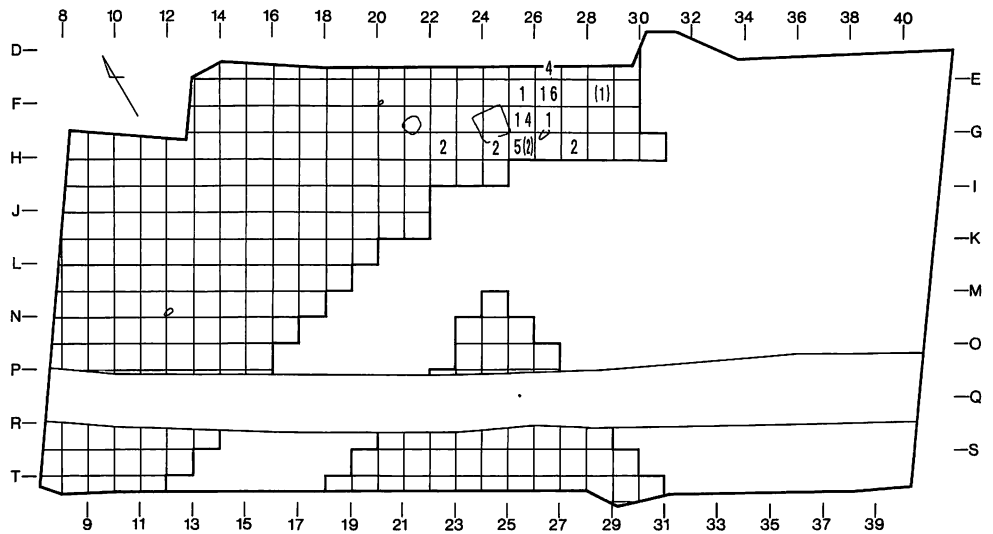 8 10 12 14 16 18 20 22 24 26 28 30 32 34 36 38 40
D
4
E
1 16 (1)
F
14 1
G
2 2 5(2) 2
H
I
J
K
L
M
N
O
P
Q
R
S
T
9 11 13 15 17 19 21 23 25 27 29 31 33 35 37 39